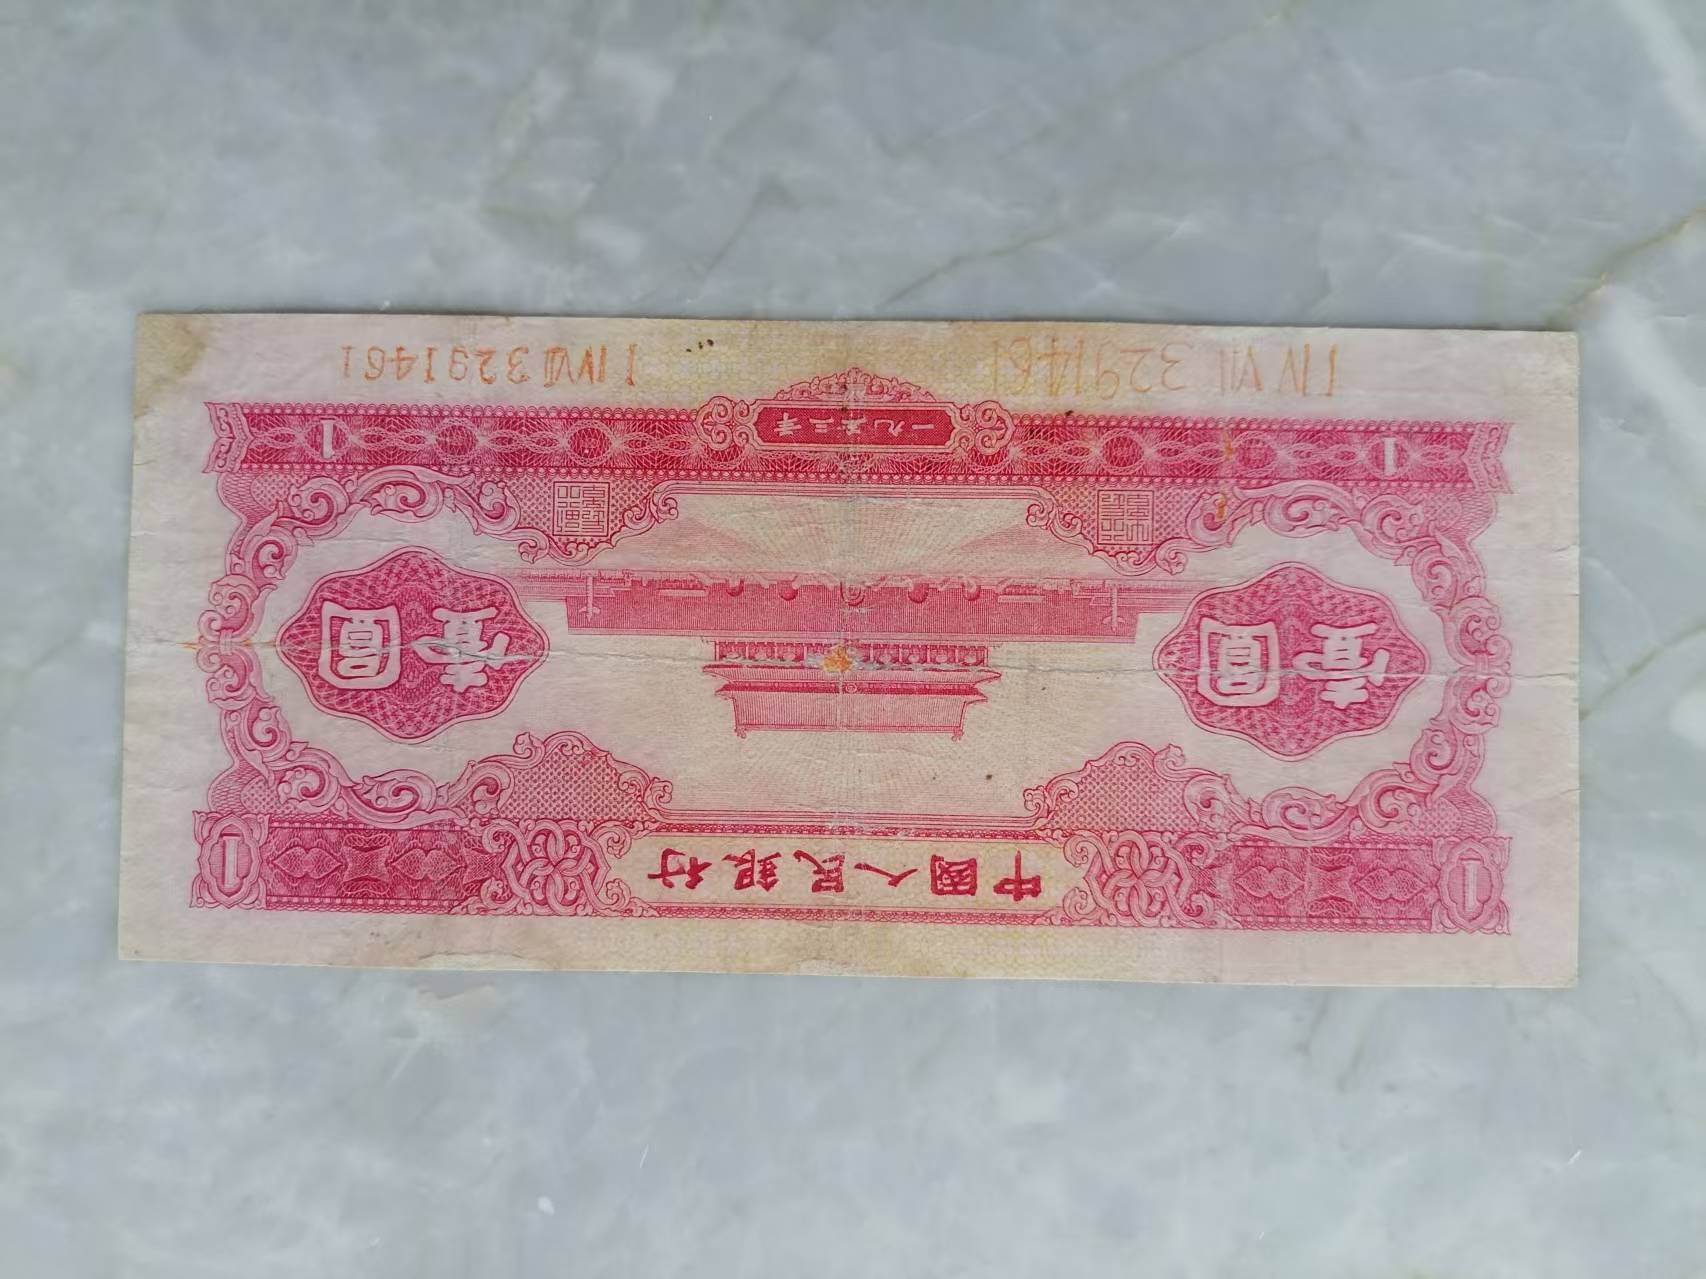 1 中國人民銀行 1
壹圓 壹圓
1 一九五三年 1
I IV VII 3291461 I IV VII 3291461